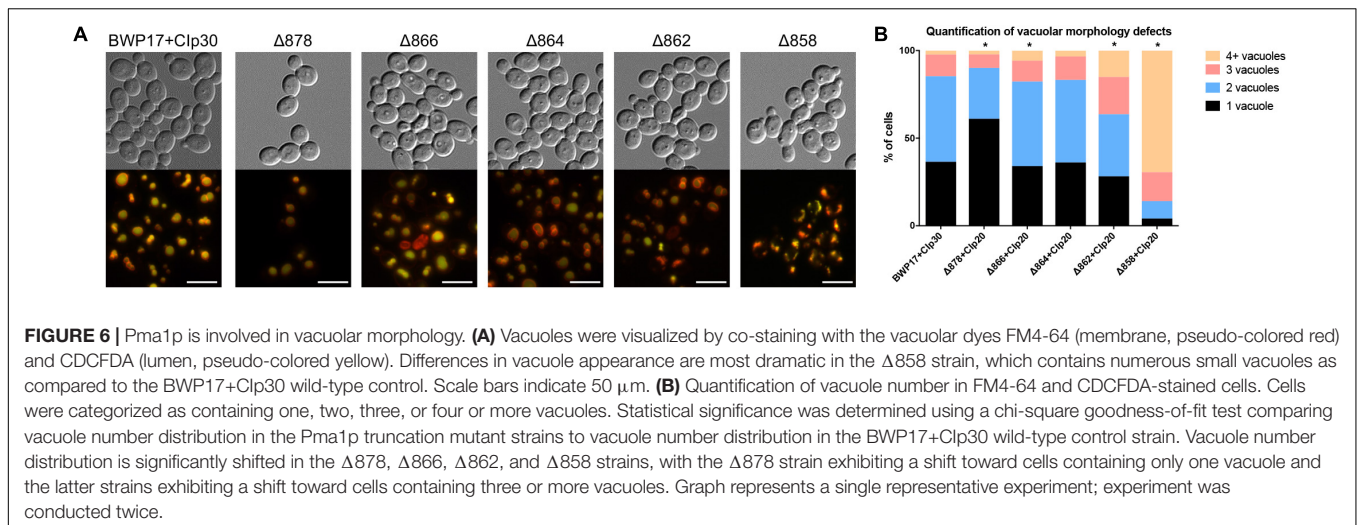 A
BWP17+CIp30 Δ878 Δ866 Δ864 Δ862 Δ858
B
Quantification of vacuolar morphology defects
100
50
0
% of cells
* * * *
4+ vacuoles
3 vacuoles
2 vacuoles
1 vacuole
BWP17+CIp30
Δ878+CIp20
Δ866+CIp20
Δ864+CIp20
Δ862+CIp20
Δ858+CIp20
FIGURE 6 | Pma1p is involved in vacuolar morphology. (A) Vacuoles were visualized by co-staining with the vacuolar dyes FM4-64 (membrane, pseudo-colored red)
and CDCFDA (lumen, pseudo-colored yellow). Differences in vacuole appearance are most dramatic in the Δ858 strain, which contains numerous small vacuoles as
compared to the BWP17+CIp30 wild-type control. Scale bars indicate 50 μm. (B) Quantification of vacuole number in FM4-64 and CDCFDA-stained cells. Cells
were categorized as containing one, two, three, or four or more vacuoles. Statistical significance was determined using a chi-square goodness-of-fit test comparing
vacuole number distribution in the Pma1p truncation mutant strains to vacuole number distribution in the BWP17+CIp30 wild-type control strain. Vacuole number
distribution is significantly shifted in the Δ878, Δ866, Δ862, and Δ858 strains, with the Δ878 strain exhibiting a shift toward cells containing only one vacuole and
the latter strains exhibiting a shift toward cells containing three or more vacuoles. Graph represents a single representative experiment; experiment was
conducted twice.